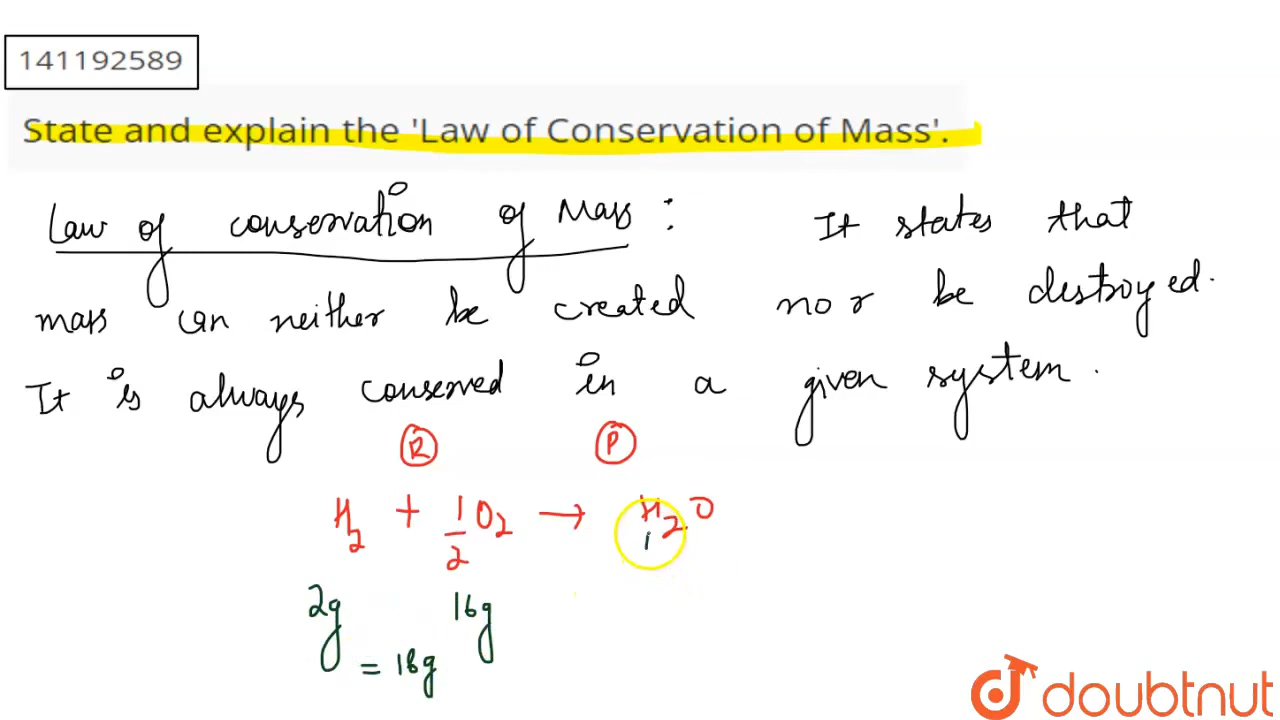 141192589
State and explain the 'Law of Conservation of Mass'.
Law of conservation of Mass : It states that
mass can neither be created nor be destroyed.
It is always conserved in a given system.
R P
H2 + 1/2 O2 → H2O
1
2g 16g
= 18g
doubtnut